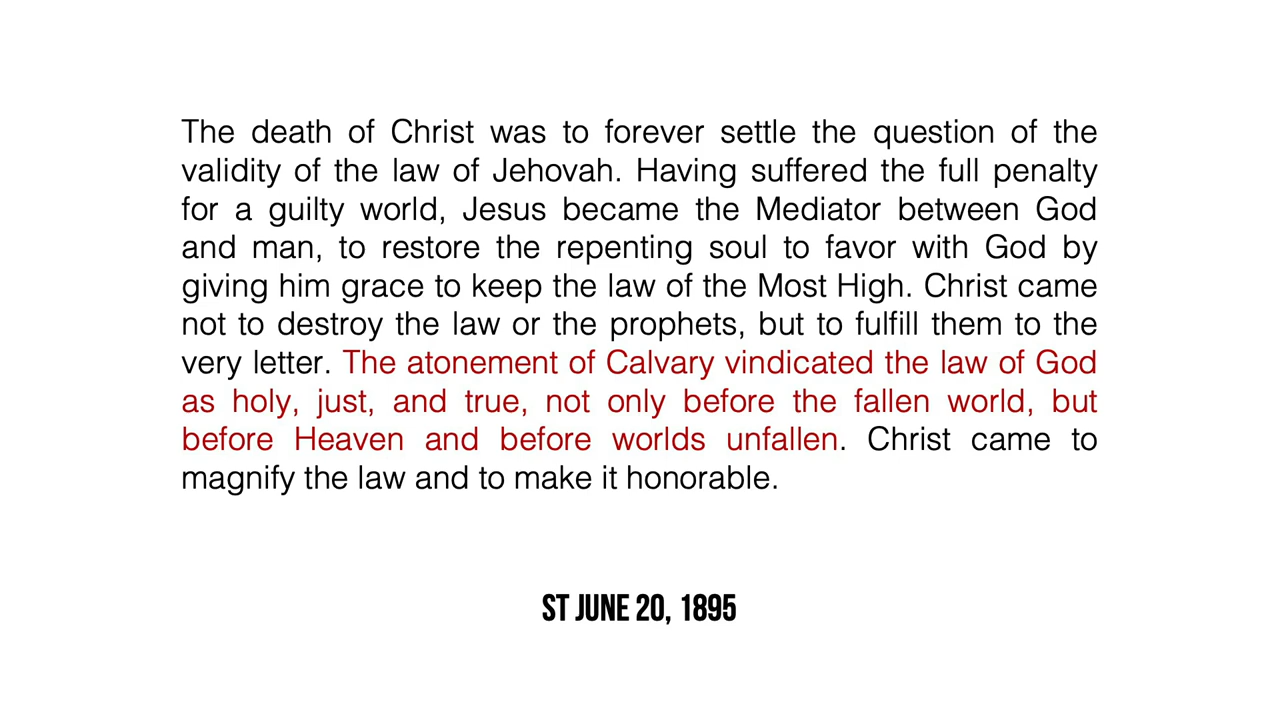 The death of Christ was to forever settle the question of the
validity of the law of Jehovah. Having suffered the full penalty
for a guilty world, Jesus became the Mediator between God
and man, to restore the repenting soul to favor with God by
giving him grace to keep the law of the Most High. Christ came
not to destroy the law or the prophets, but to fulfill them to the
very letter. The atonement of Calvary vindicated the law of God
as holy, just, and true, not only before the fallen world, but
before Heaven and before worlds unfallen. Christ came to
magnify the law and to make it honorable.
ST JUNE 20, 1895